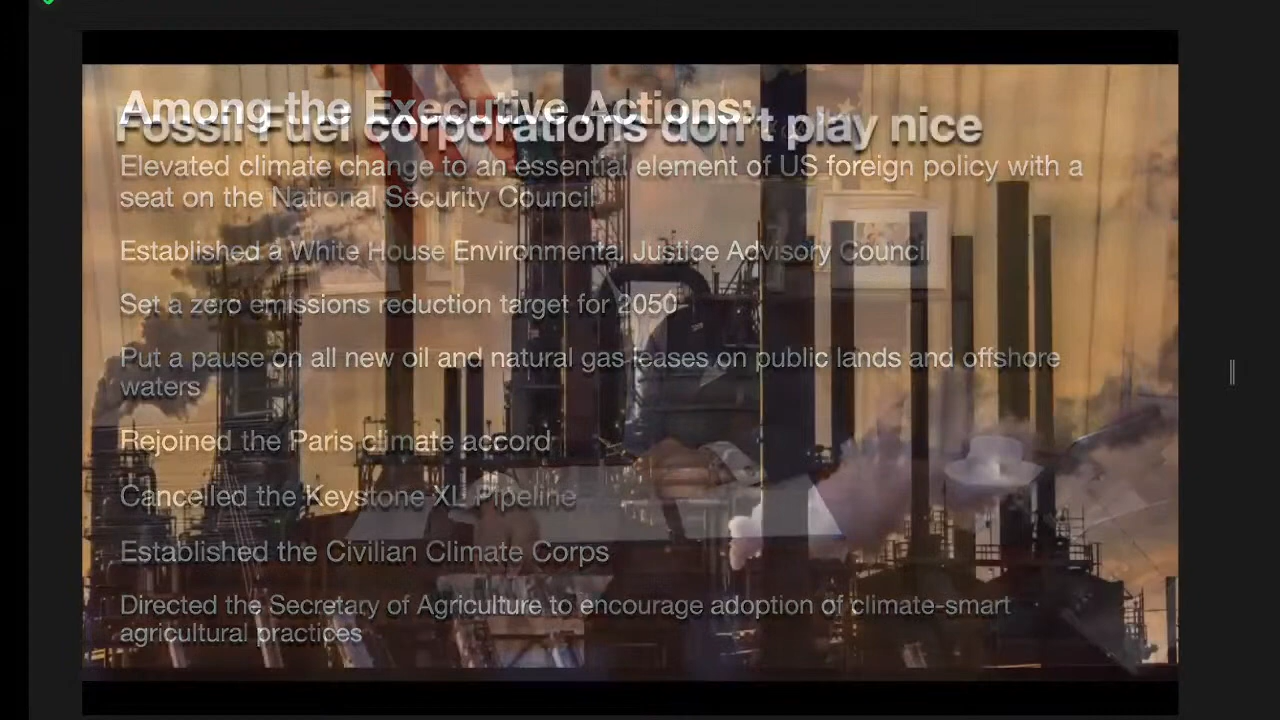 Among the Executive Actions:
Fossil Fuel corporations don't play nice
Elevated climate change to an essential element of US foreign policy with a
seat on the National Security Council
Established a White House Environmental Justice Advisory Council
Set a zero emissions reduction target for 2050
Put a pause on all new oil and natural gas leases on public lands and offshore
waters
Rejoined the Paris climate accord
Cancelled the Keystone XL Pipeline
Established the Civilian Climate Corps
Directed the Secretary of Agriculture to encourage adoption of climate-smart
agricultural practices